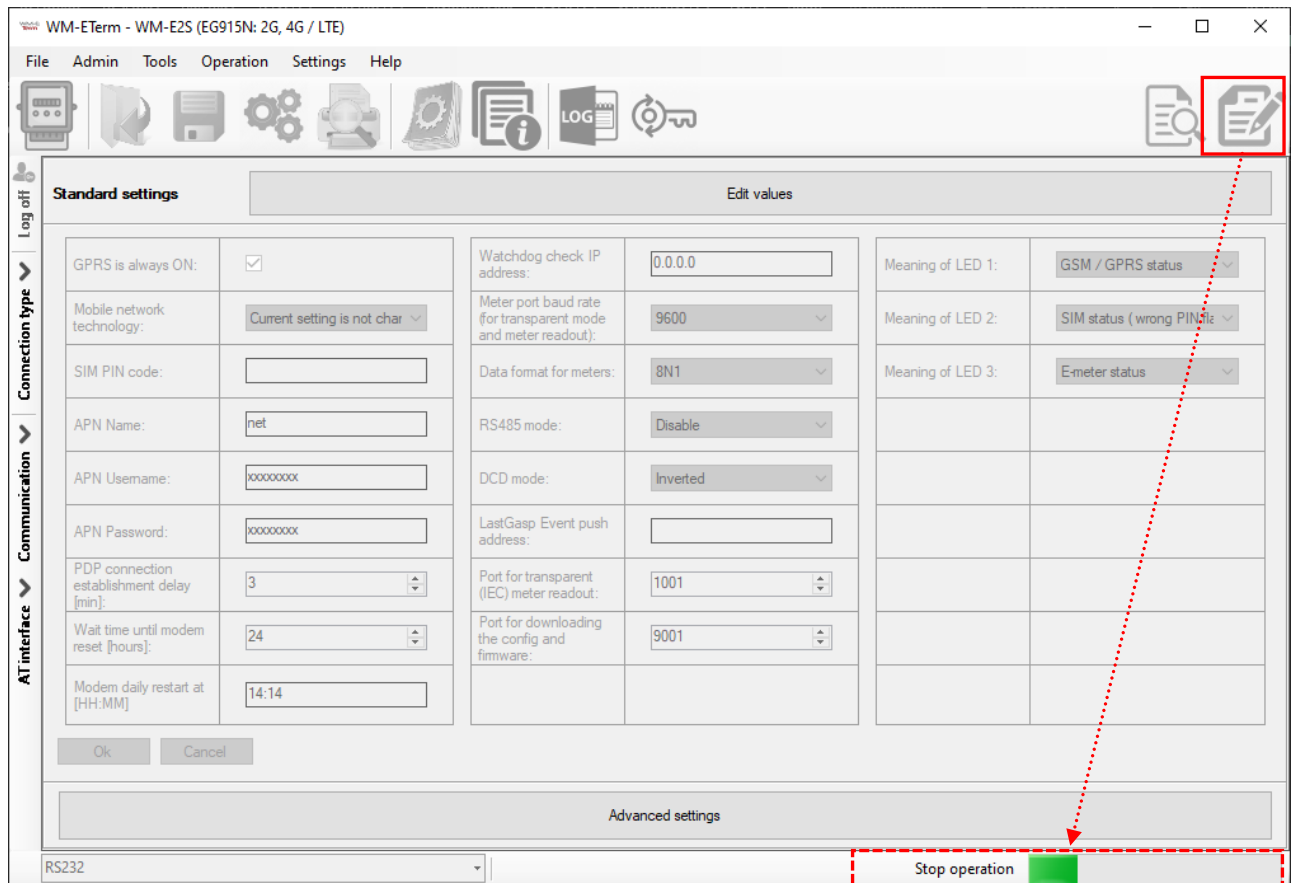 WM-ETerm - WM-E2S (EG915N: 2G, 4G / LTE)
File Admin Tools Operation Settings Help
LOG
Log off
Connection type
Communication
AT interface
Standard settings
Edit values
GPRS is always ON:
Mobile network
technology:
Current setting is not char
SIM PIN code:
APN Name:
net
APN Username:
xxxxxxxx
APN Password:
xxxxxxxx
PDP connection
establishment delay
[min]:
3
Wait time until modem
reset [hours]:
24
Modem daily restart at
[HH:MM]
14:14
Watchdog check IP
address:
0.0.0.0
Meter port baud rate
(for transparent mode
and meter readout):
9600
Data format for meters:
8N1
RS485 mode:
Disable
DCD mode:
Inverted
LastGasp Event push
address:
Port for transparent
(IEC) meter readout:
1001
Port for downloading
the config and
firmware:
9001
Meaning of LED 1:
GSM / GPRS status
Meaning of LED 2:
SIM status ( wrong PIN
Meaning of LED 3:
E-meter status
Ok
Cancel
Advanced settings
RS232
Stop operation